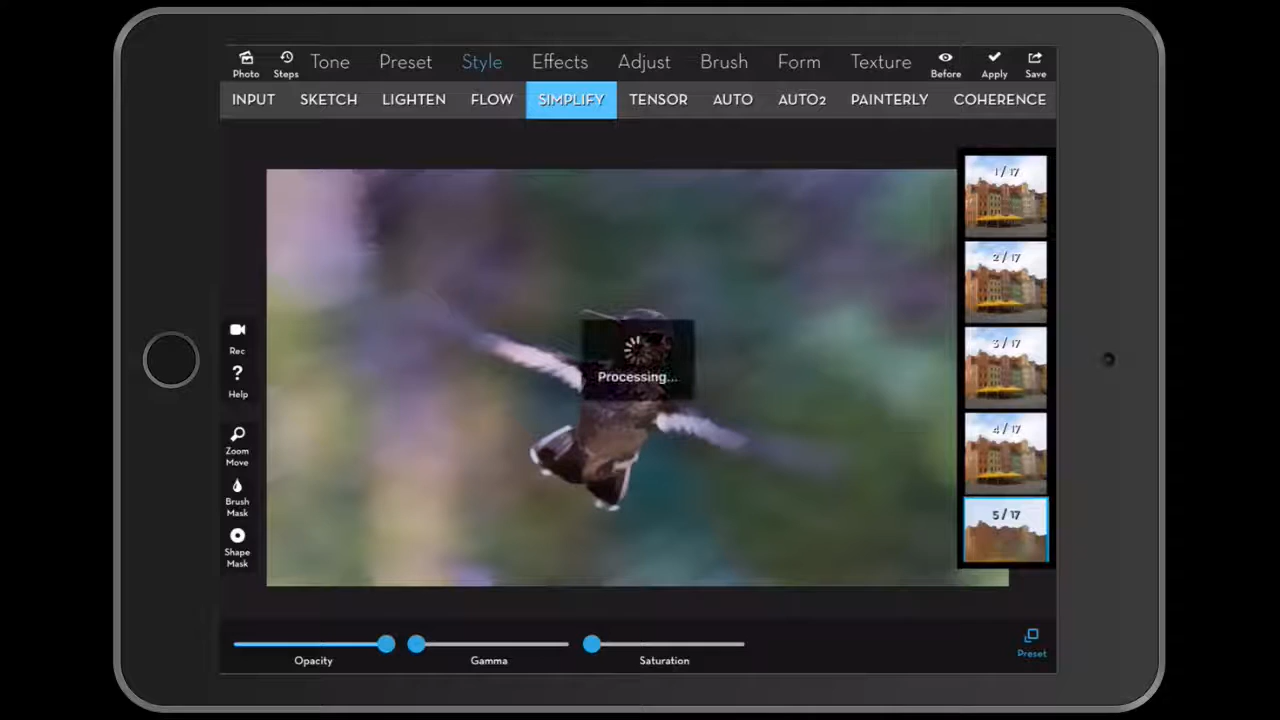 Photo Steps Tone Preset Style Effects Adjust Brush Form Texture Before Apply Save
INPUT SKETCH LIGHTEN FLOW SIMPLIFY TENSOR AUTO AUTO2 PAINTERLY COHERENCE
1 / 17
2 / 17
3 / 17
4 / 17
5 / 17
Rec
Help
Zoom
Move
Brush
Mask
Shape
Mask
Processing...
Opacity Gamma Saturation Preset